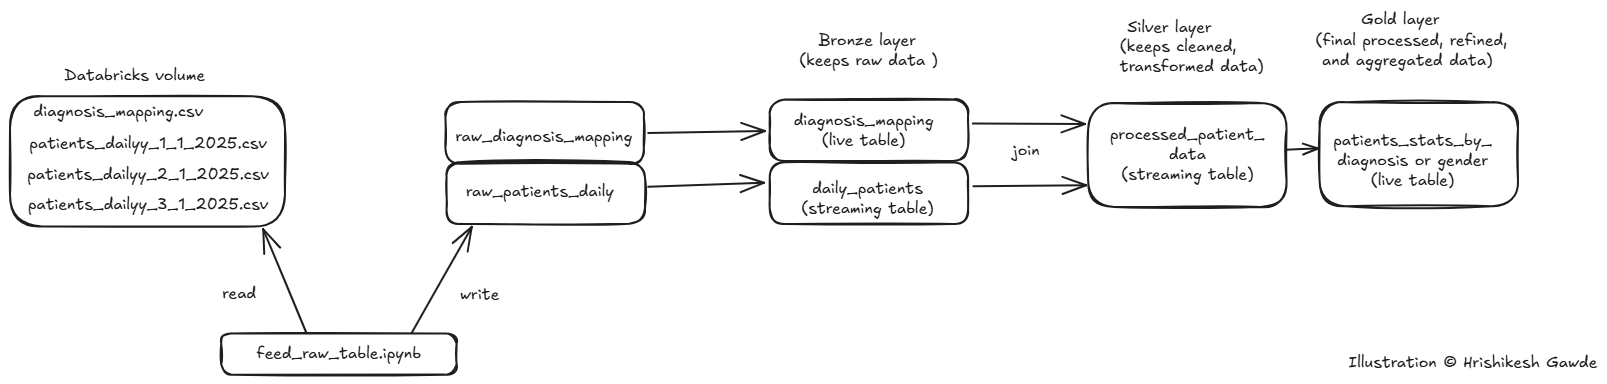 Databricks volume
diagnosis_mapping.csv
patients_dailyy_1_1_2025.csv
patients_dailyy_2_1_2025.csv
patients_dailyy_3_1_2025.csv
read
write
feed_raw_table.ipynb
raw_diagnosis_mapping
raw_patients_daily
Bronze layer
(keeps raw data )
diagnosis_mapping
(live table)
daily_patients
(streaming table)
join
Silver layer
(keeps cleaned,
transformed data)
processed_patient_
data
(streaming table)
Gold layer
(final processed, refined,
and aggregated data)
patients_stats_by_
diagnosis or gender
(live table)
Illustration © Hrishikesh Gawde